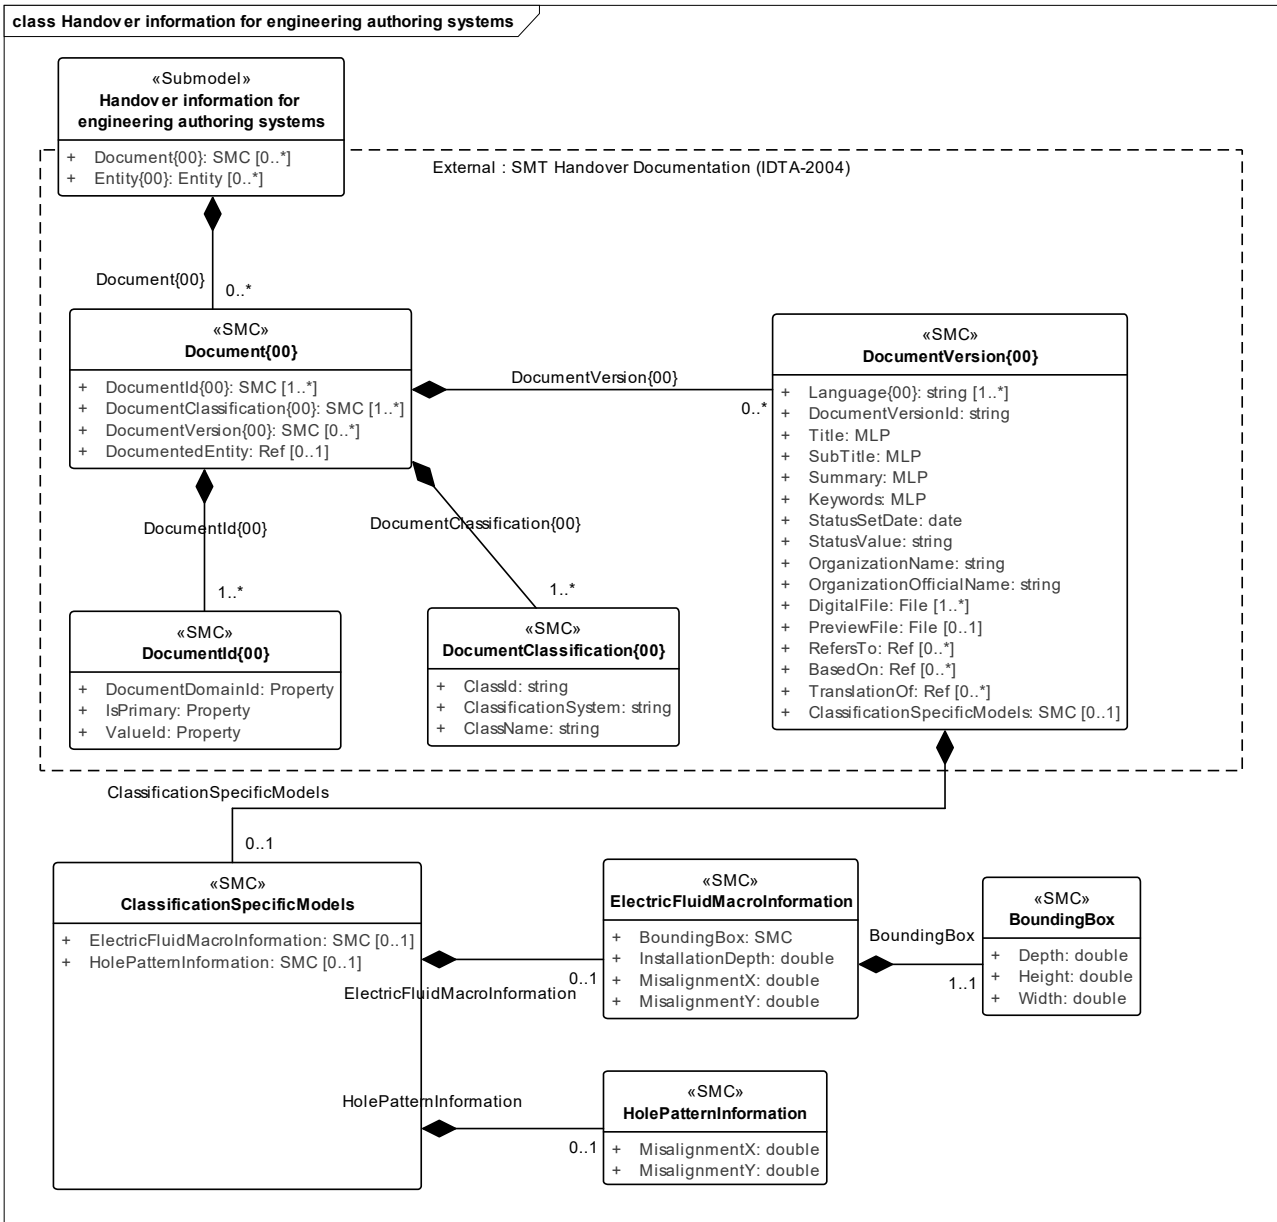 class Handover information for engineering authoring systems
«Submodel»
Handover information for
engineering authoring systems
+ Document{00}: SMC [0..*]
+ Entity{00}: Entity [0..*]
External : SMT Handover Documentation (IDTA-2004)
Document{00}
0..*
«SMC»
Document{00}
+ DocumentId{00}: SMC [1..*]
+ DocumentClassification{00}: SMC [1..*]
+ DocumentVersion{00}: SMC [0..*]
+ DocumentedEntity: Ref [0..1]
DocumentVersion{00}
0..*
«SMC»
DocumentVersion{00}
+ Language{00}: string [1..*]
+ DocumentVersionId: string
+ Title: MLP
+ SubTitle: MLP
+ Summary: MLP
+ Keywords: MLP
+ StatusSetDate: date
+ StatusValue: string
+ OrganizationName: string
+ OrganizationOfficialName: string
+ DigitalFile: File [1..*]
+ PreviewFile: File [0..1]
+ RefersTo: Ref [0..*]
+ BasedOn: Ref [0..*]
+ TranslationOf: Ref [0..*]
+ ClassificationSpecificModels: SMC [0..1]
DocumentId{00}
1..*
DocumentClassification{00}
1..*
«SMC»
DocumentId{00}
+ DocumentDomainId: Property
+ IsPrimary: Property
+ ValueId: Property
«SMC»
DocumentClassification{00}
+ ClassId: string
+ ClassificationSystem: string
+ ClassName: string
ClassificationSpecificModels
0..1
«SMC»
ClassificationSpecificModels
+ ElectricFluidMacroInformation: SMC [0..1]
+ HolePatternInformation: SMC [0..1]
ElectricFluidMacroInformation
0..1
«SMC»
ElectricFluidMacroInformation
+ BoundingBox: SMC
+ InstallationDepth: double
+ MisalignmentX: double
+ MisalignmentY: double
BoundingBox
1..1
«SMC»
BoundingBox
+ Depth: double
+ Height: double
+ Width: double
HolePatternInformation
0..1
«SMC»
HolePatternInformation
+ MisalignmentX: double
+ MisalignmentY: double